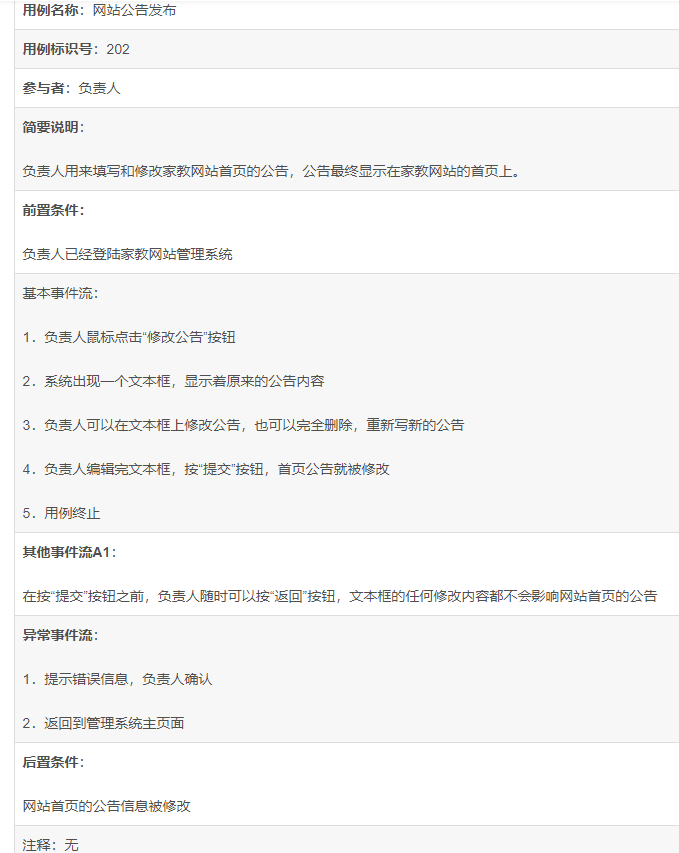 用例名称：网站公告发布
用例标识号：202
参与者：负责人
简要说明：
负责人用来填写和修改家教网站首页的公告，公告最终显示在家教网站的首页上。
前置条件：
负责人已经登陆家教网站管理系统
基本事件流：
1．负责人鼠标点击“修改公告”按钮
2．系统出现一个文本框，显示着原来的公告内容
3．负责人可以在文本框上修改公告，也可以完全删除，重新写新的公告
4．负责人编辑完文本框，按“提交”按钮，首页公告就被修改
5．用例终止
其他事件流A1：
在按“提交”按钮之前，负责人随时可以按“返回”按钮，文本框的任何修改内容都不会影响网站首页的公告
异常事件流：
1．提示错误信息，负责人确认
2．返回到管理系统主页面
后置条件：
网站首页的公告信息被修改
注释：无